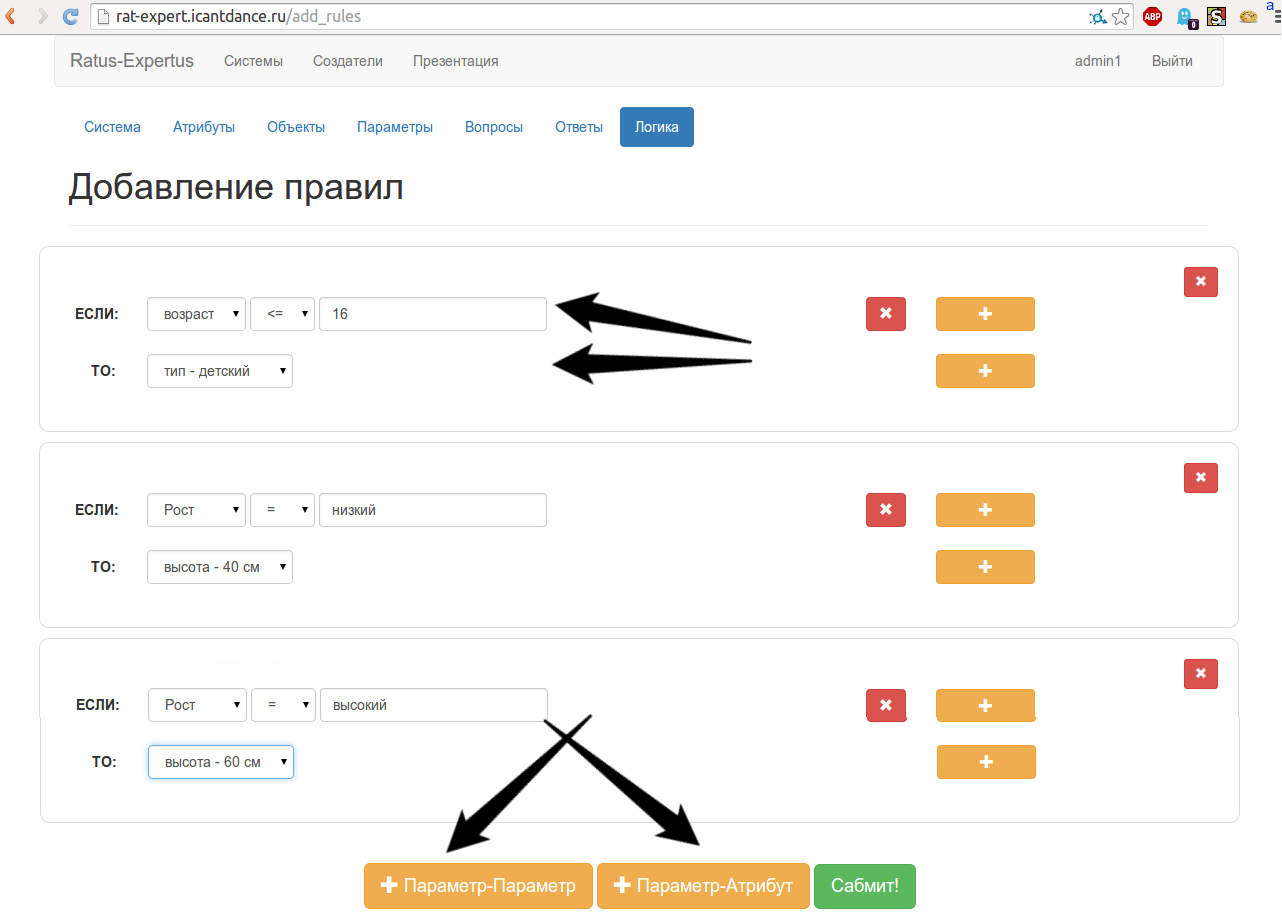 rat-expert.icantdance.ru/add_rules
ABP
0
S
a
Ratus-Expertus Системы Создатели Презентация admin1 Выйти
Система Атрибуты Объекты Параметры Вопросы Ответы Логика
Добавление правил
ЕСЛИ: возраст <= 16
ТО: тип - детский
ЕСЛИ: Рост = низкий
ТО: высота - 40 см
ЕСЛИ: Рост = высокий
ТО: высота - 60 см
Параметр-Параметр Параметр-Атрибут Сабмит!